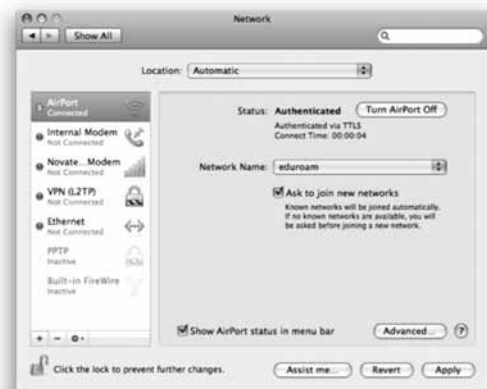 Network
Show All
Location: Automatic
AirPort
Connected
Internal Modem
Not Connected
Novate...Modem
Not Connected
VPN (L2TP)
Not Connected
Ethernet
Not Connected
PPTP
Inactive
Built-in FireWire
Inactive
Status: Authenticated Turn AirPort Off
Authenticated via TTLS
Connect Time: 00:00:04
Network Name: eduroam
Ask to join new networks
Known networks will be joined automatically.
If no known networks are available, you will
be asked before joining a new network.
Show AirPort status in menu bar Advanced... ?
Click the lock to prevent further changes. Assist me... Revert Apply